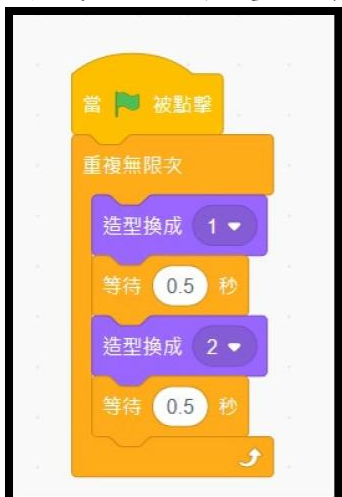 當 被點擊
重複無限次
造型換成 1
等待 0.5 秒
造型換成 2
等待 0.5 秒